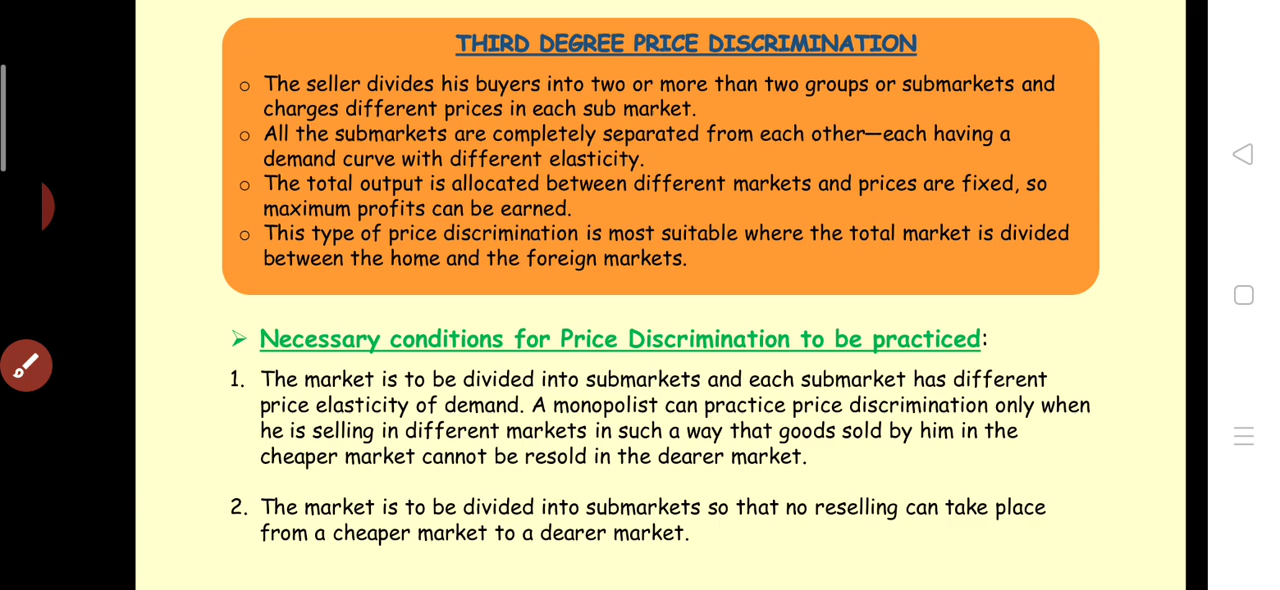 THIRD DEGREE PRICE DISCRIMINATION
○ The seller divides his buyers into two or more than two groups or submarkets and
charges different prices in each sub market.
○ All the submarkets are completely separated from each other—each having a
demand curve with different elasticity.
○ The total output is allocated between different markets and prices are fixed, so
maximum profits can be earned.
○ This type of price discrimination is most suitable where the total market is divided
between the home and the foreign markets.
➢ Necessary conditions for Price Discrimination to be practiced:
1. The market is to be divided into submarkets and each submarket has different
price elasticity of demand. A monopolist can practice price discrimination only when
he is selling in different markets in such a way that goods sold by him in the
cheaper market cannot be resold in the dearer market.
2. The market is to be divided into submarkets so that no reselling can take place
from a cheaper market to a dearer market.